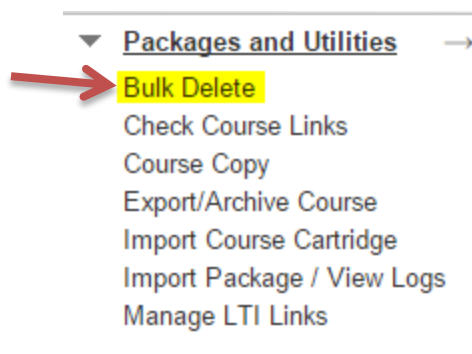 Packages and Utilities
Bulk Delete
Check Course Links
Course Copy
Export/Archive Course
Import Course Cartridge
Import Package / View Logs
Manage LTI Links